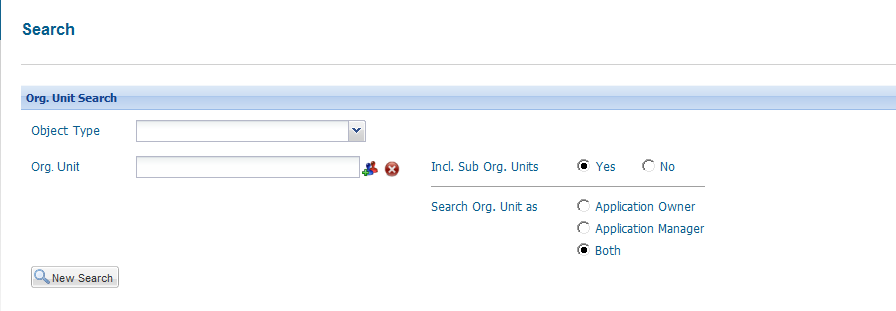 Search
Org. Unit Search
Object Type
Org. Unit
Incl. Sub Org. Units
Yes
No
Search Org. Unit as
Application Owner
Application Manager
Both
New Search